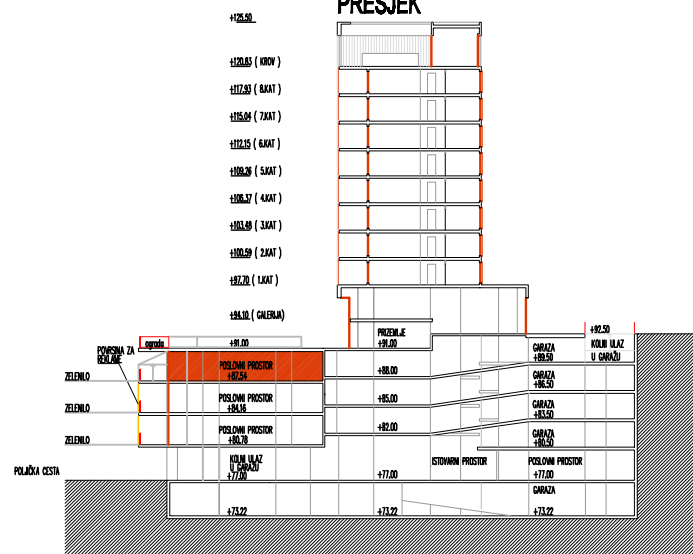 PRESJEK
+125.50
+120.83 ( KROV )
+117.93 ( 8.KAT )
+115.04 ( 7.KAT )
+112.15 ( 6.KAT )
+109.26 ( 5.KAT )
+106.37 ( 4.KAT )
+103.48 ( 3.KAT )
+100.59 ( 2.KAT )
+97.70 ( 1.KAT )
+94.10 ( GALERIJA )
PRIZEMLJE
+91.00
+92.50
KOLNI ULAZ
U GARAŽU
ograda
+91.00
POVRSINA ZA
REKLAME
GARAZA
+89.50
POSLOVNI PROSTOR
+87.54
+88.00
ZELENILO
GARAZA
+86.50
POSLOVNI PROSTOR
+84.16
+85.00
ZELENILO
GARAZA
+83.50
POSLOVNI PROSTOR
+80.78
+82.00
ZELENILO
GARAZA
+80.50
KOLNI ULAZ
U GARAŽU
+77.00
+77.00
ISTOVARNI PROSTOR
POSLOVNI PROSTOR
+77.00
POLJIČKA CESTA
GARAZA
+73.22
+73.22
+73.22